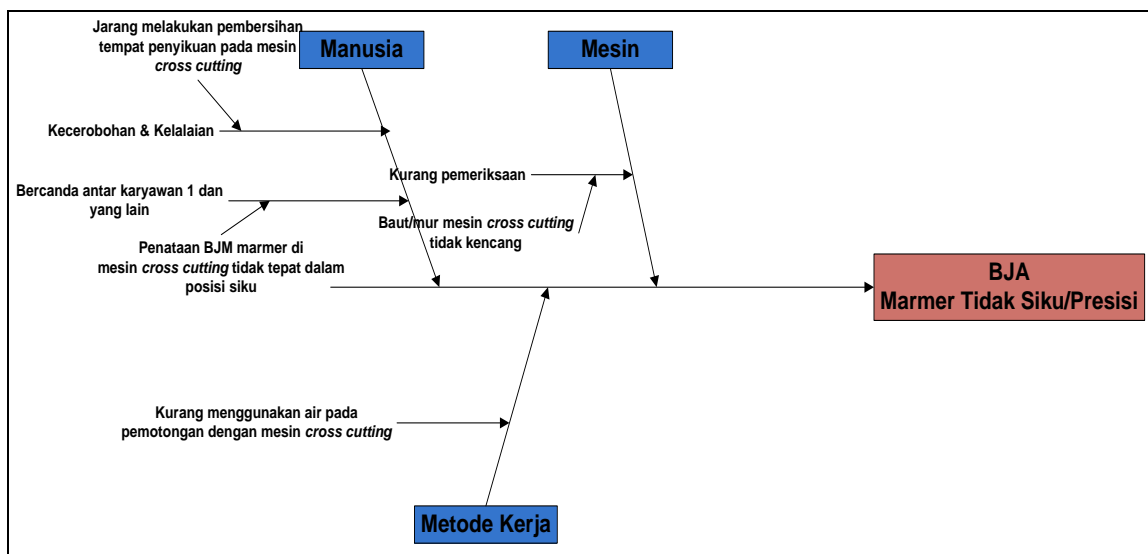 Jarang melakukan pembersihan
tempat penyikuan pada mesin
cross cutting
Manusia
Mesin
Kecerobohan & Kelalaian
Kurang pemeriksaan
Bercanda antar karyawan 1 dan
yang lain
Baut/mur mesin cross cutting
tidak kencang
Penataan BJM marmer di
mesin cross cutting tidak tepat dalam
posisi siku
BJA
Marmer Tidak Siku/Presisi
Kurang menggunakan air pada
pemotongan dengan mesin cross cutting
Metode Kerja